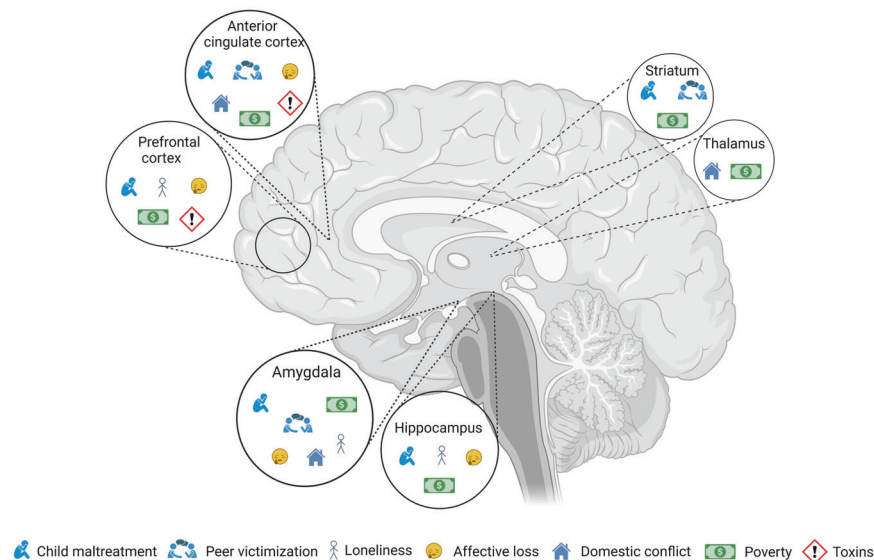 Anterior
cingulate cortex
Prefrontal
cortex
Striatum
Thalamus
Amygdala
Hippocampus
Child maltreatment Peer victimization Loneliness Affective loss Domestic conflict Poverty Toxins